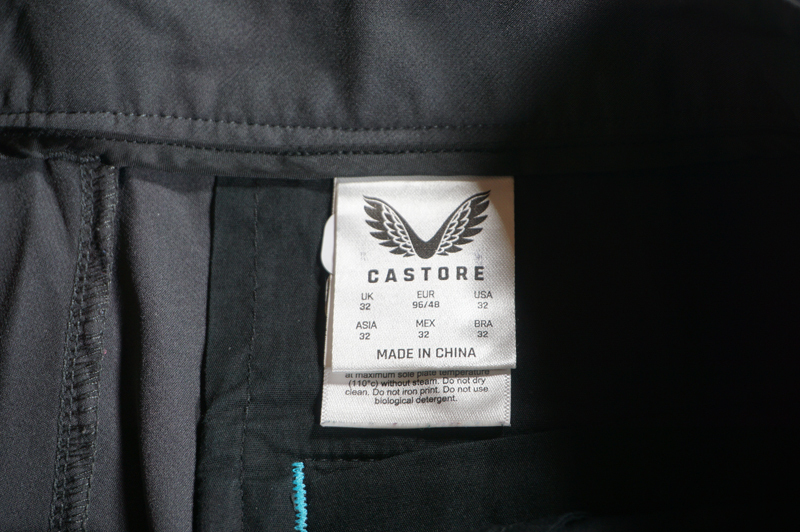 CASTORE
UK EUR USA
32 96/48 32
ASIA MEX BRA
32 32 32
MADE IN CHINA
at maximum sole plate temperature
(110°c) without steam. Do not dry
clean. Do not iron print. Do not use
biological detergent.